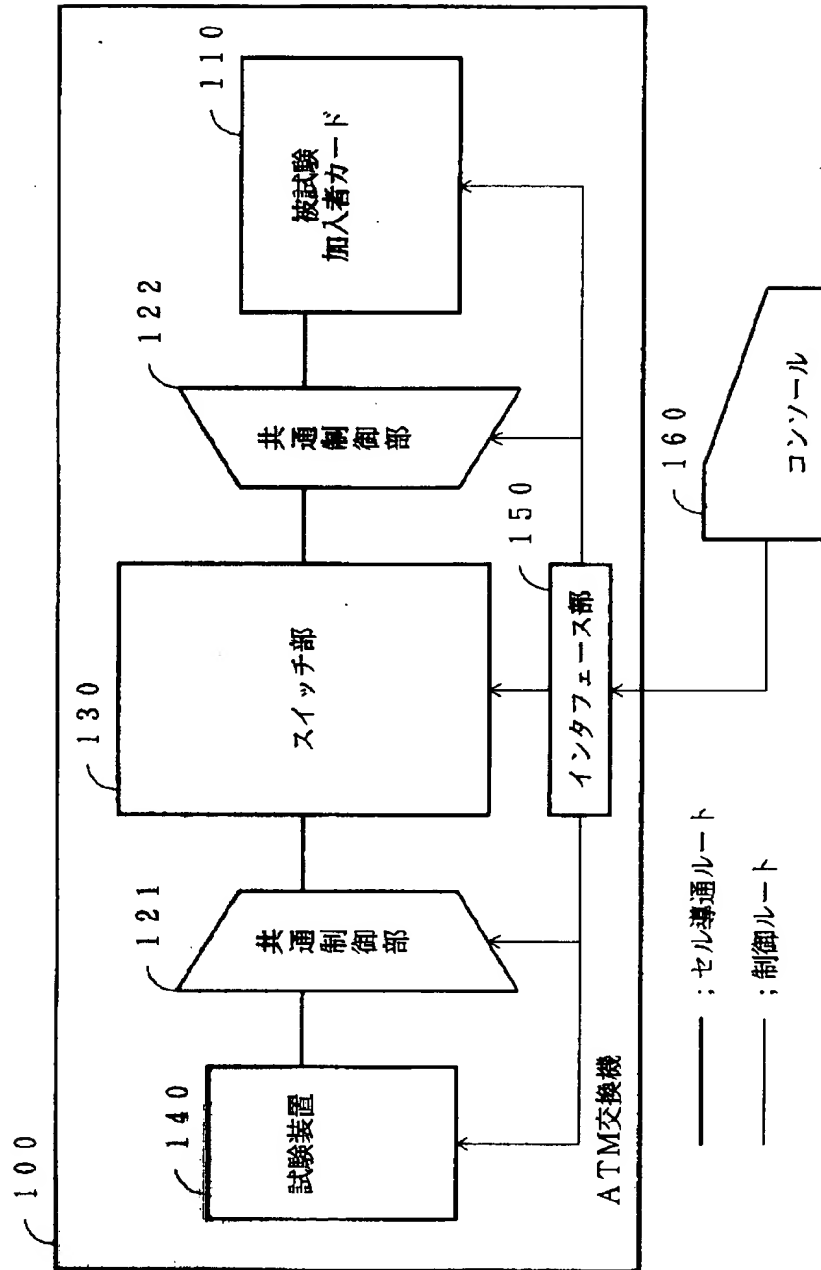 100
140
試験装置
121
共通制御部
130
スイッチ部
122
共通制御部
110
被試験
加入者カード
150
インタフェース部
ATM交換機
160
コンソール
;セル導通ルート
;制御ルート